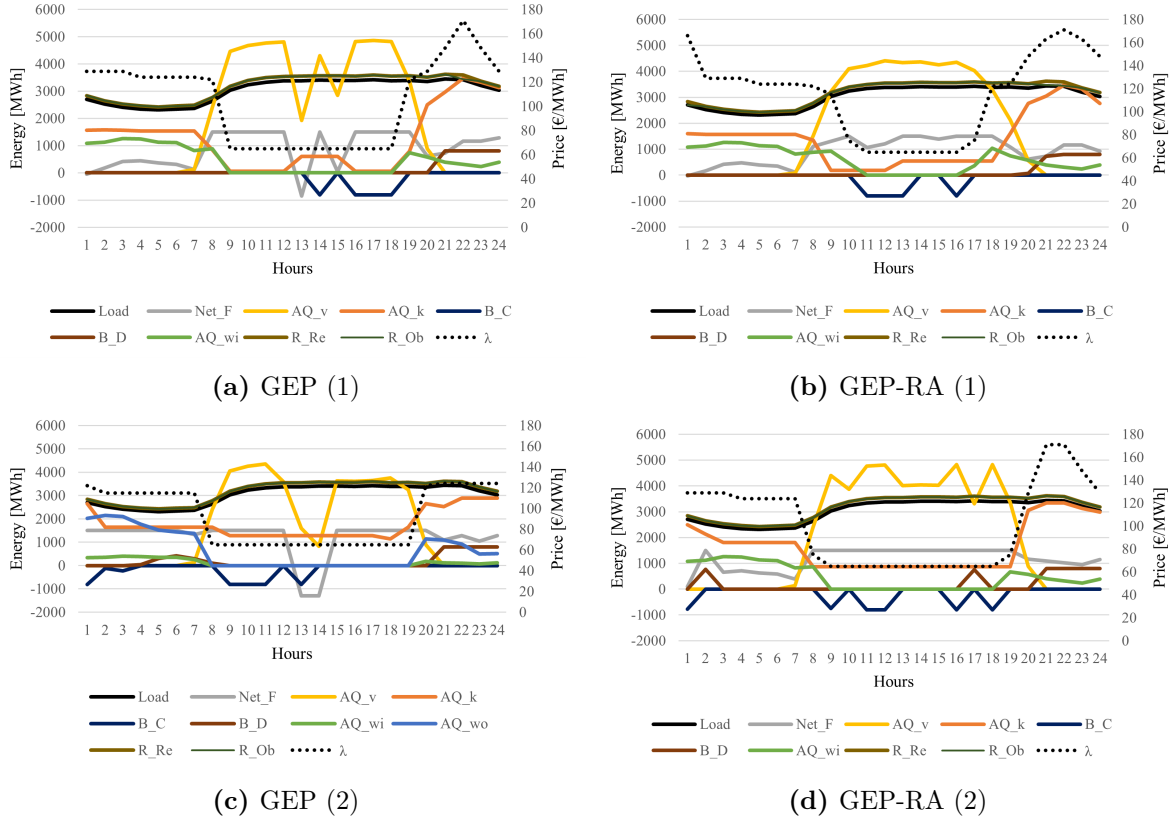 6000
5000
4000
3000
2000
1000
0
-1000
-2000
Energy [MWh]
180
160
140
120
100
80
60
40
20
0
Price [€/MWh]
1 2 3 4 5 6 7 8 9 10 11 12 13 14 15 16 17 18 19 20 21 22 23 24
Hours
Load Net_F AQ_v AQ_k B_C
B_D AQ_wi R_Re R_Ob λ
(a) GEP (1)
6000
5000
4000
3000
2000
1000
0
-1000
-2000
Energy [MWh]
180
160
140
120
100
80
60
40
20
0
Price [€/MWh]
1 2 3 4 5 6 7 8 9 10 11 12 13 14 15 16 17 18 19 20 21 22 23 24
Hours
Load Net_F AQ_v AQ_k B_C
B_D AQ_wi R_Re R_Ob λ
(b) GEP-RA (1)
6000
5000
4000
3000
2000
1000
0
-1000
-2000
Energy [MWh]
180
160
140
120
100
80
60
40
20
0
Price [€/MWh]
1 2 3 4 5 6 7 8 9 10 11 12 13 14 15 16 17 18 19 20 21 22 23 24
Hours
Load Net_F AQ_v AQ_k
B_C B_D AQ_wi AQ_wo
R_Re R_Ob λ
(c) GEP (2)
6000
5000
4000
3000
2000
1000
0
-1000
-2000
Energy [MWh]
180
160
140
120
100
80
60
40
20
0
Price [€/MWh]
1 2 3 4 5 6 7 8 9 10 11 12 13 14 15 16 17 18 19 20 21 22 23 24
Hours
Load Net_F AQ_v AQ_k B_C
B_D AQ_wi R_Re R_Ob λ
(d) GEP-RA (2)